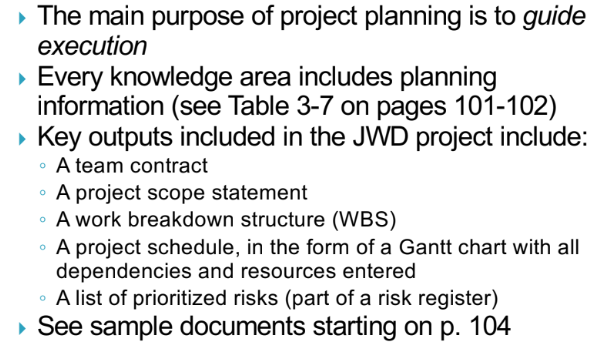 The main purpose of project planning is to guide
execution
Every knowledge area includes planning
information (see Table 3-7 on pages 101-102)
Key outputs included in the JWD project include:
A team contract
A project scope statement
A work breakdown structure (WBS)
A project schedule, in the form of a Gantt chart with all
dependencies and resources entered
A list of prioritized risks (part of a risk register)
See sample documents starting on p. 104